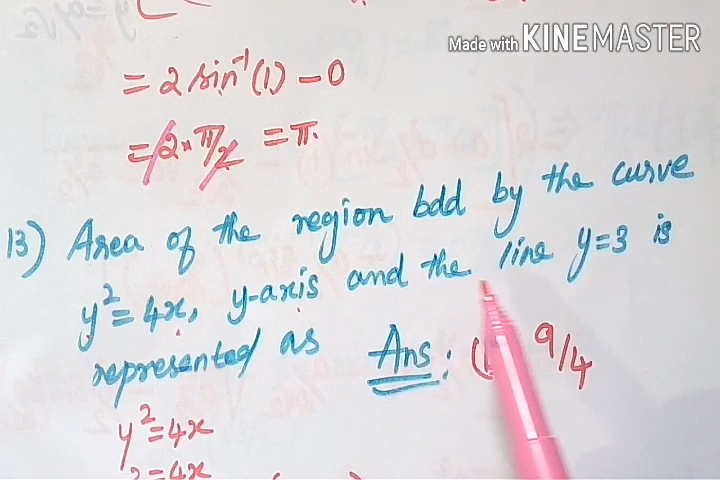 Made with KINEMASTER
= 2 sin⁻¹(1) - 0
= 2 × π/2 = π.
13) Area of the region bdd by the curve
y² = 4x, y-axis and the line y=3 is
represented as Ans: 9/4
y² = 4x